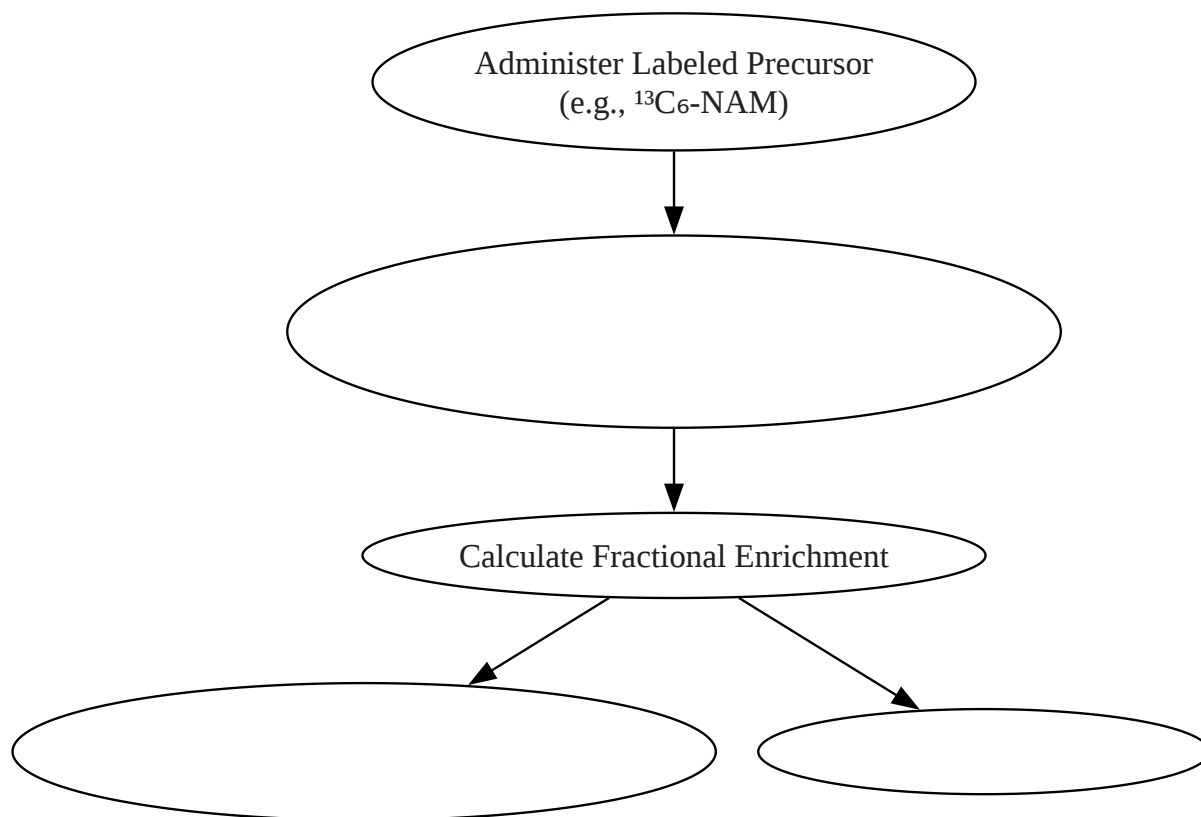 Administer Labeled Precursor
(e.g., ¹³C₆-NAM)
Calculate Fractional Enrichment